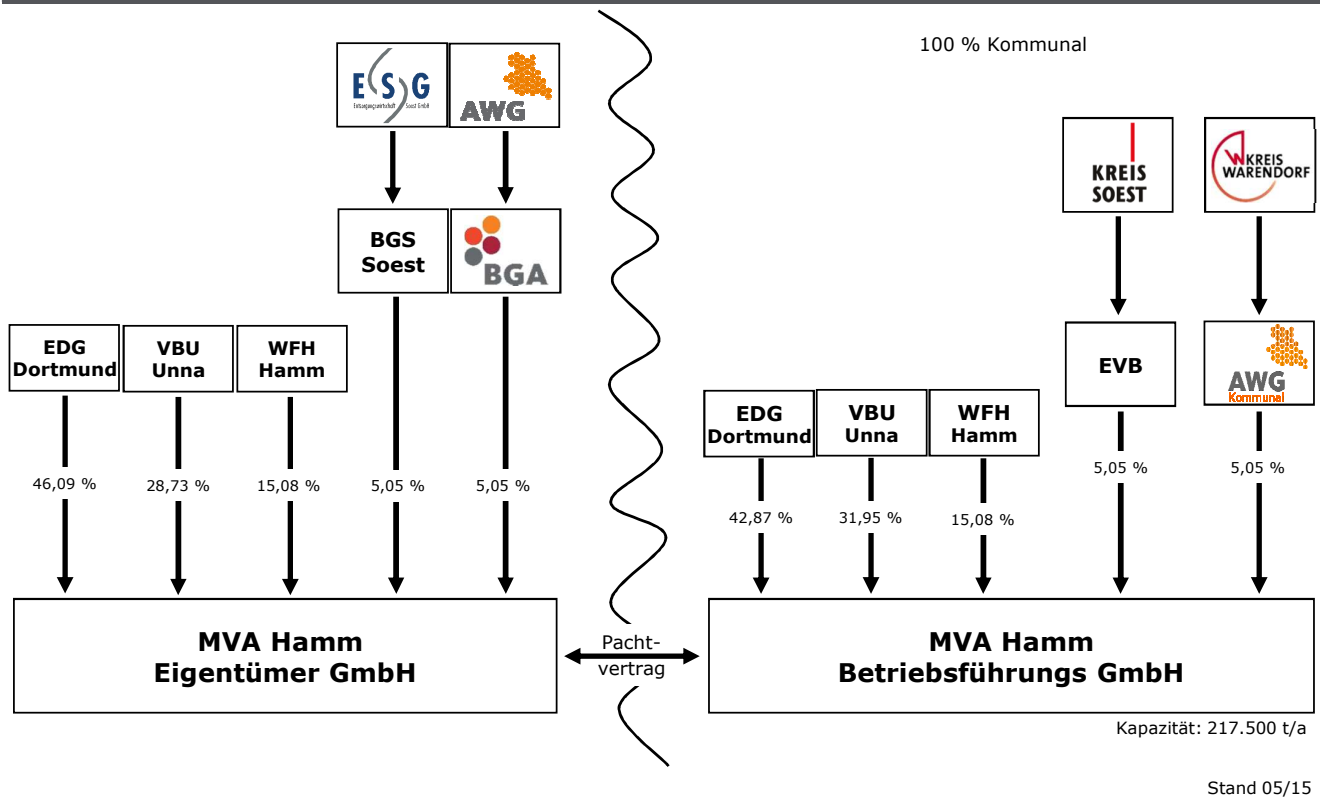 100 % Kommunal
E S G
Entsorgungswirtschaft Soest GmbH
AWG
KREIS
SOEST
KREIS
WARENDORF
BGS
Soest
BGA
EDG
Dortmund
VBU
Unna
WFH
Hamm
EVB
AWG
Kommunal
EDG
Dortmund
VBU
Unna
WFH
Hamm
46,09 %
28,73 %
15,08 %
5,05 %
5,05 %
42,87 %
31,95 %
15,08 %
5,05 %
5,05 %
MVA Hamm
Eigentümer GmbH
Pacht-
vertrag
MVA Hamm
Betriebsführungs GmbH
Kapazität: 217.500 t/a
Stand 05/15